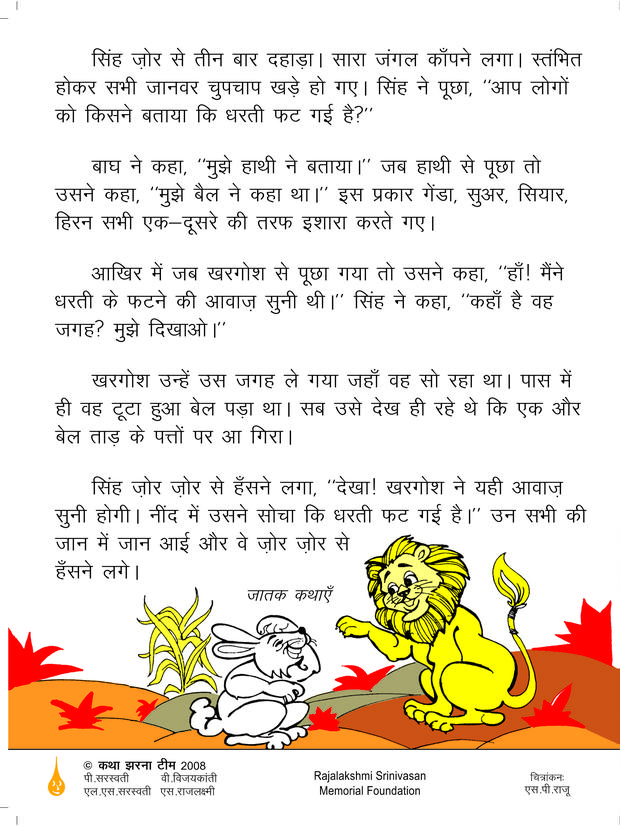 सिंह ज़ोर से तीन बार दहाड़ा। सारा जंगल काँपने लगा। स्तंभित
होकर सभी जानवर चुपचाप खड़े हो गए। सिंह ने पूछा, ‘‘आप लोगों
को किसने बताया कि धरती फट गई है?’’
बाघ ने कहा, ‘‘मुझे हाथी ने बताया।’’ जब हाथी से पूछा तो
उसने कहा, ‘‘मुझे बैल ने कहा था।’’ इस प्रकार गेंडा, सुअर, सियार,
हिरन सभी एक–दूसरे की तरफ इशारा करते गए।
आखिर में जब खरगोश से पूछा गया तो उसने कहा, ‘‘हाँ! मैंने
धरती के फटने की आवाज़ सुनी थी।’’ सिंह ने कहा, ‘‘कहाँ है वह
जगह? मुझे दिखाओ।’’
खरगोश उन्हें उस जगह ले गया जहाँ वह सो रहा था। पास में
ही वह टूटा हुआ बेल पड़ा था। सब उसे देख ही रहे थे कि एक और
बेल ताड़ के पत्तों पर आ गिरा।
सिंह ज़ोर ज़ोर से हँसने लगा, ‘‘देखा! खरगोश ने यही आवाज़
सुनी होगी। नींद में उसने सोचा कि धरती फट गई है।’’ उन सभी की
जान में जान आई और वे ज़ोर ज़ोर से
हँसने लगे।
जातक कथाएँ
© कथा झरना टीम 2008
पी.सरस्वती वी.विजयकांती
एल.एस.सरस्वती एस.राजलक्ष्मी
Rajalakshmi Srinivasan
Memorial Foundation
चित्रांकनः
एस.पी.राजू